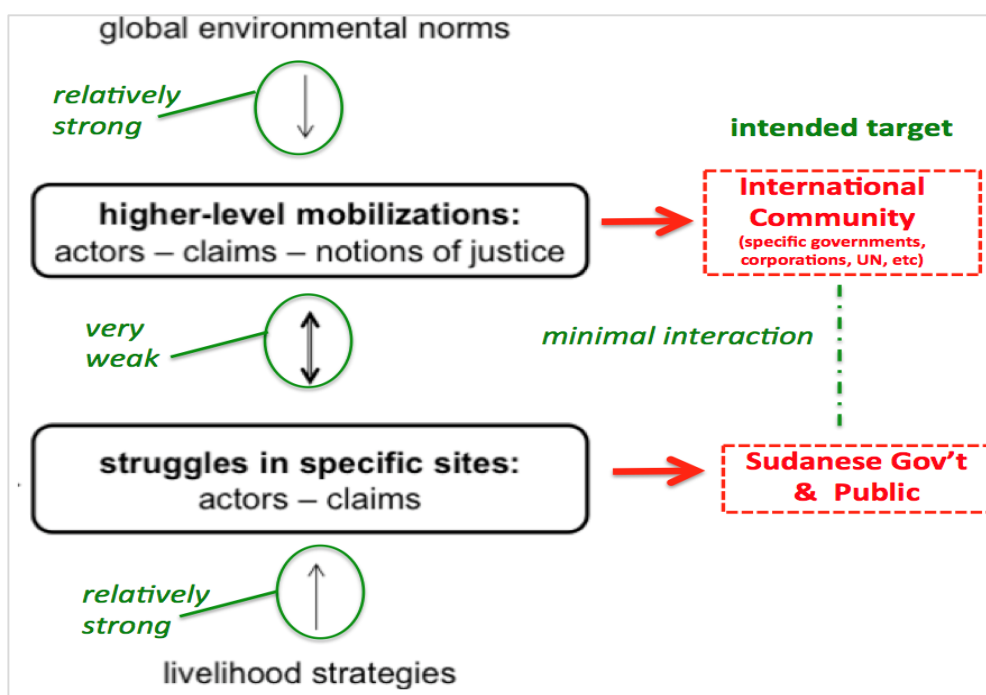 global environmental norms
relatively
strong
intended target
higher-level mobilizations:
actors – claims – notions of justice
International
Community
(specific governments,
corporations, UN, etc)
very
weak
minimal interaction
struggles in specific sites:
actors – claims
Sudanese Gov't
& Public
relatively
strong
livelihood strategies